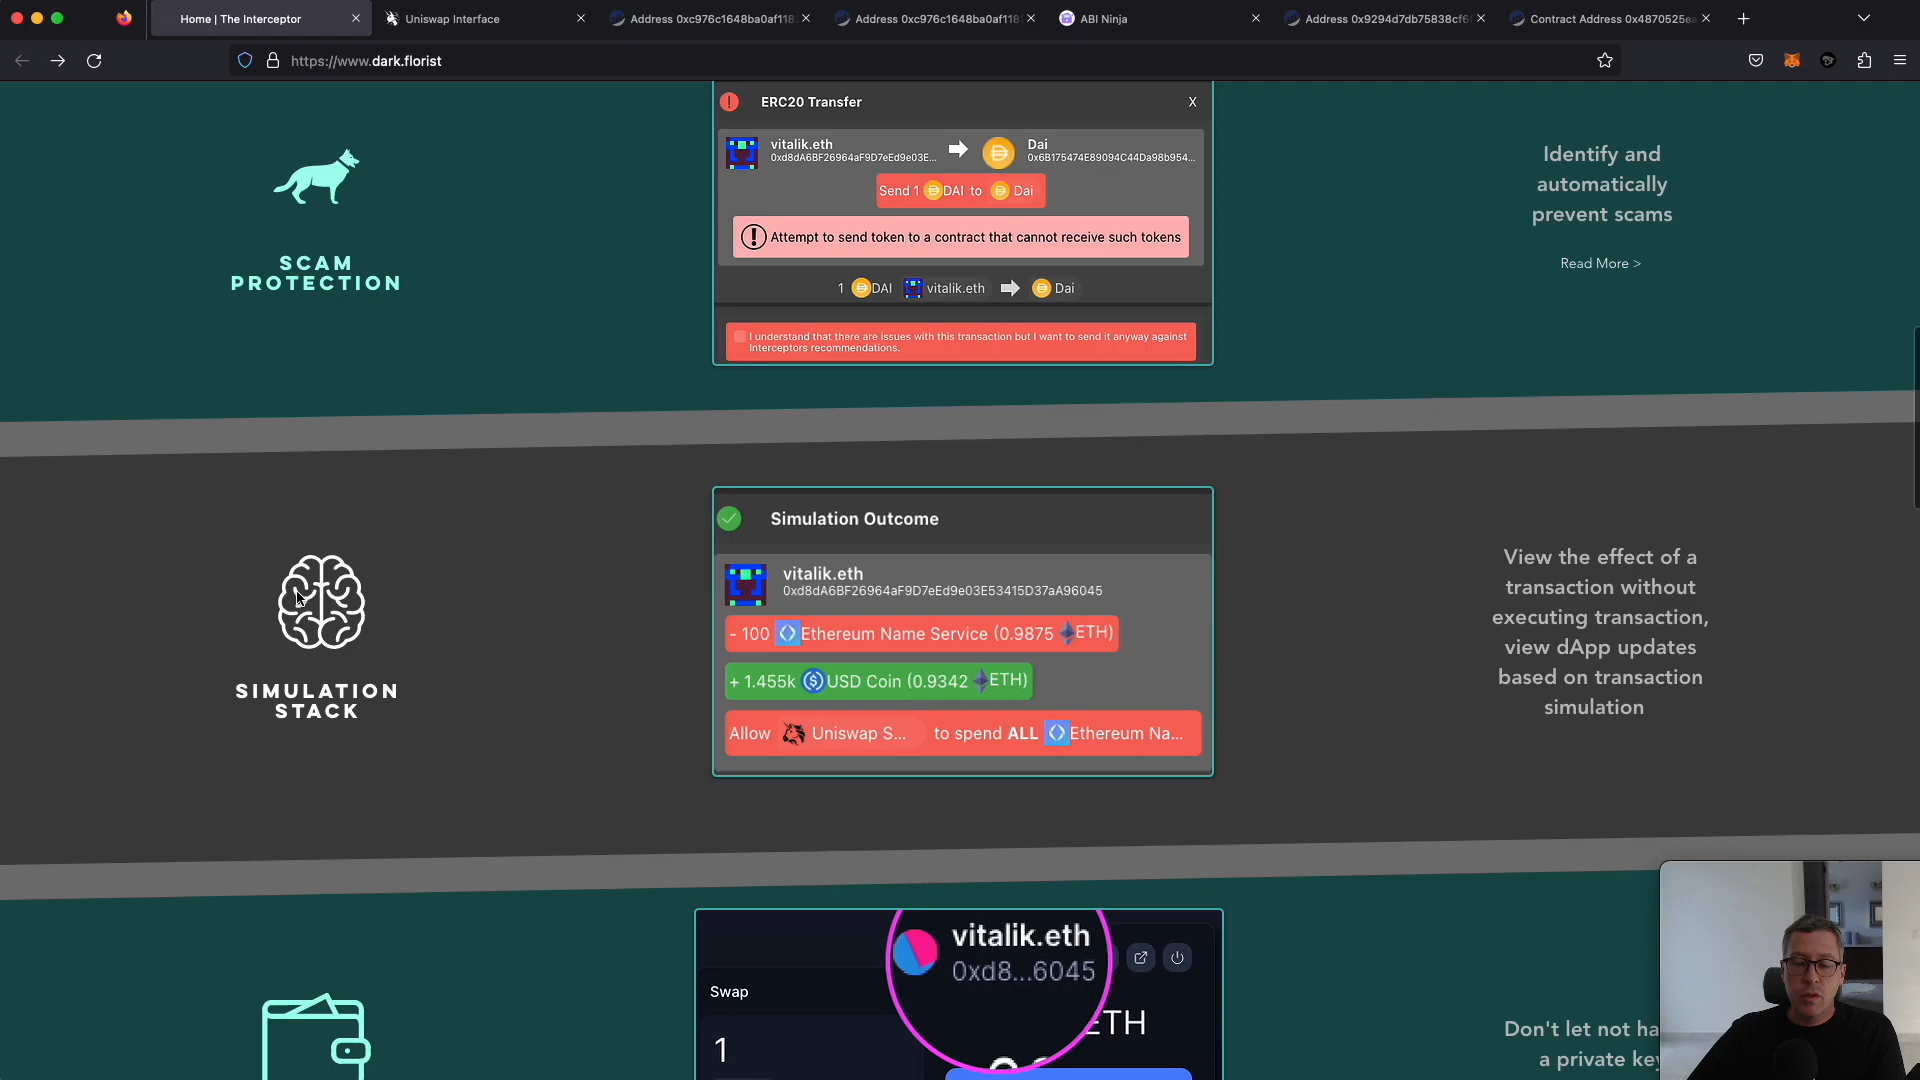 Home | The Interceptor
Uniswap Interface
Address 0xc976c1648ba0af118
Address 0xc976c1648ba0af118
ABI Ninja
Address 0x9294d7db75838cf6
Contract Address 0x4870525ea
https://www.dark.florist
ERC20 Transfer
X
vitalik.eth
0xd8dA6BF26964aF9D7eEd9e03E...
Dai
0x6B175474E89094C44Da98b954...
Send 1 DAI to Dai
Attempt to send token to a contract that cannot receive such tokens
1 DAI vitalik.eth Dai
I understand that there are issues with this transaction but I want to send it anyway against
Interceptors recommendations.
SCAM
PROTECTION
Identify and
automatically
prevent scams
Read More >
Simulation Outcome
vitalik.eth
0xd8dA6BF26964aF9D7eEd9e03E53415D37aA96045
- 100 Ethereum Name Service (0.9875 ETH)
+ 1.455k USD Coin (0.9342 ETH)
Allow Uniswap S... to spend ALL Ethereum Na...
SIMULATION
STACK
View the effect of a
transaction without
executing transaction,
view dApp updates
based on transaction
simulation
vitalik.eth
0xd8...6045
Swap
ETH
1
Don't let not ha
a private key